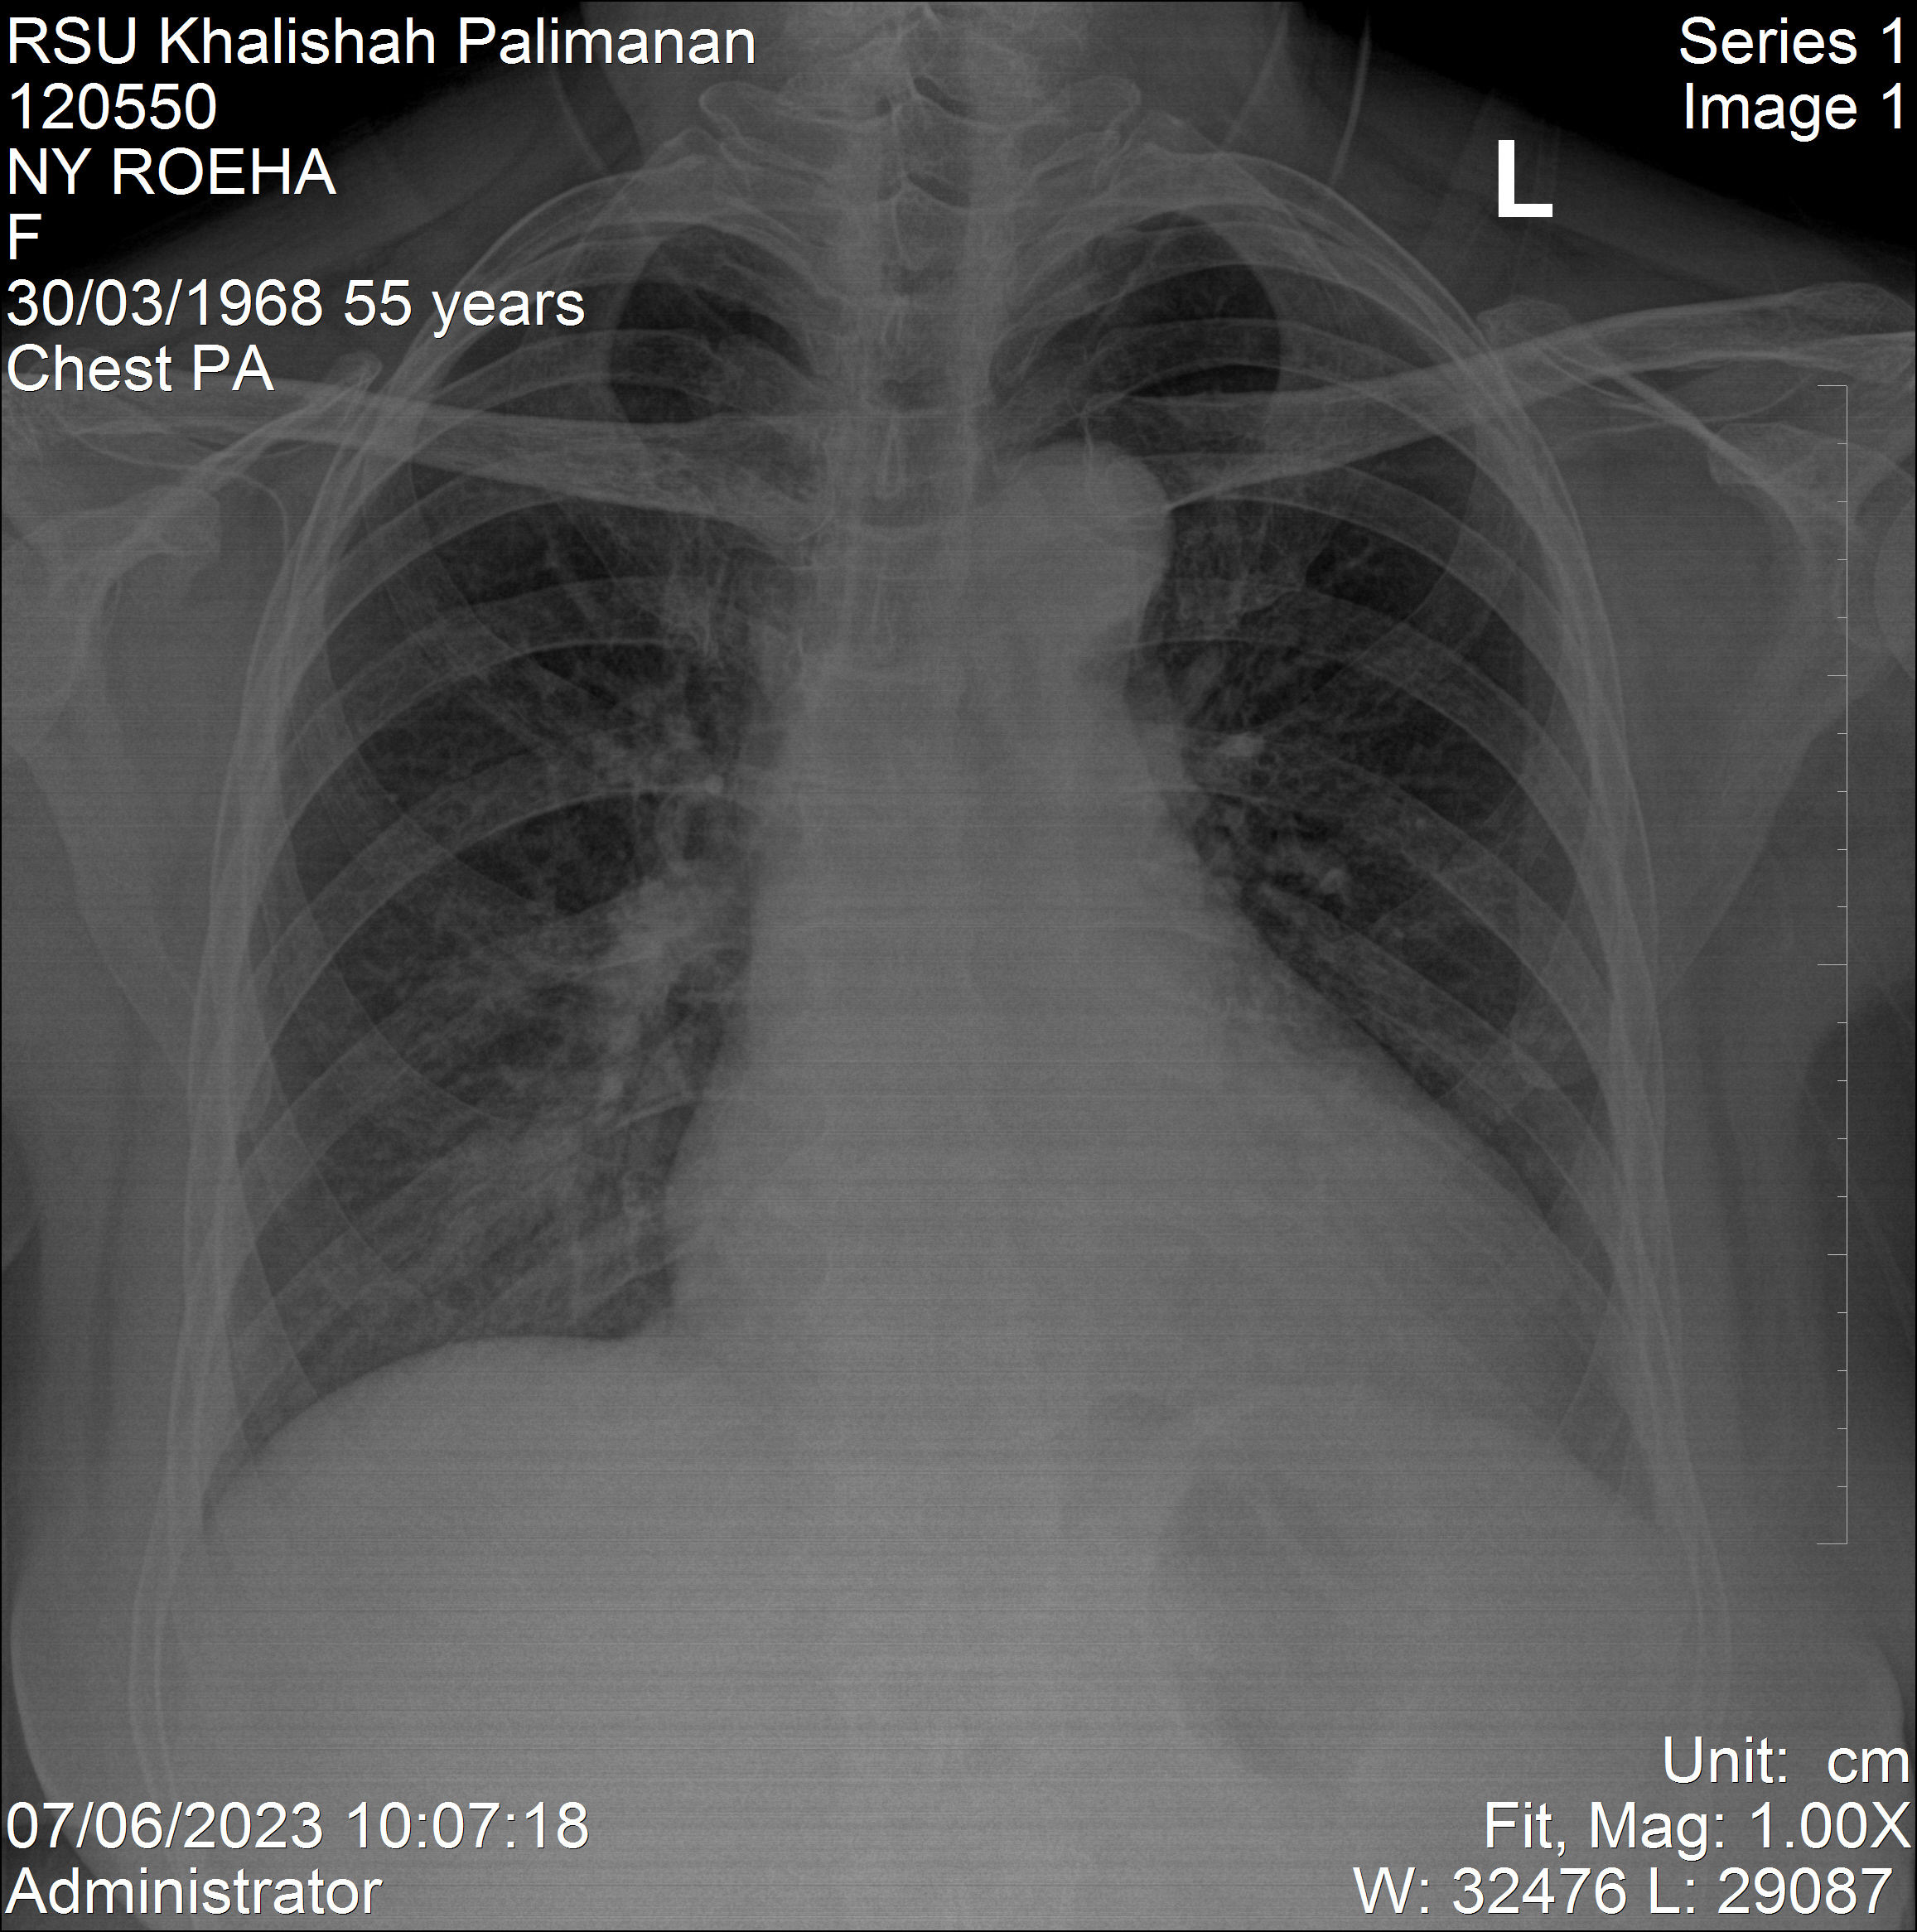 RSU Khalishah Palimanan
120550
NY ROEHA
F
30/03/1968 55 years
Chest PA
Series 1
Image 1
L
07/06/2023 10:07:18
Administrator
Unit: cm
Fit, Mag: 1.00X
W: 32476 L: 29087